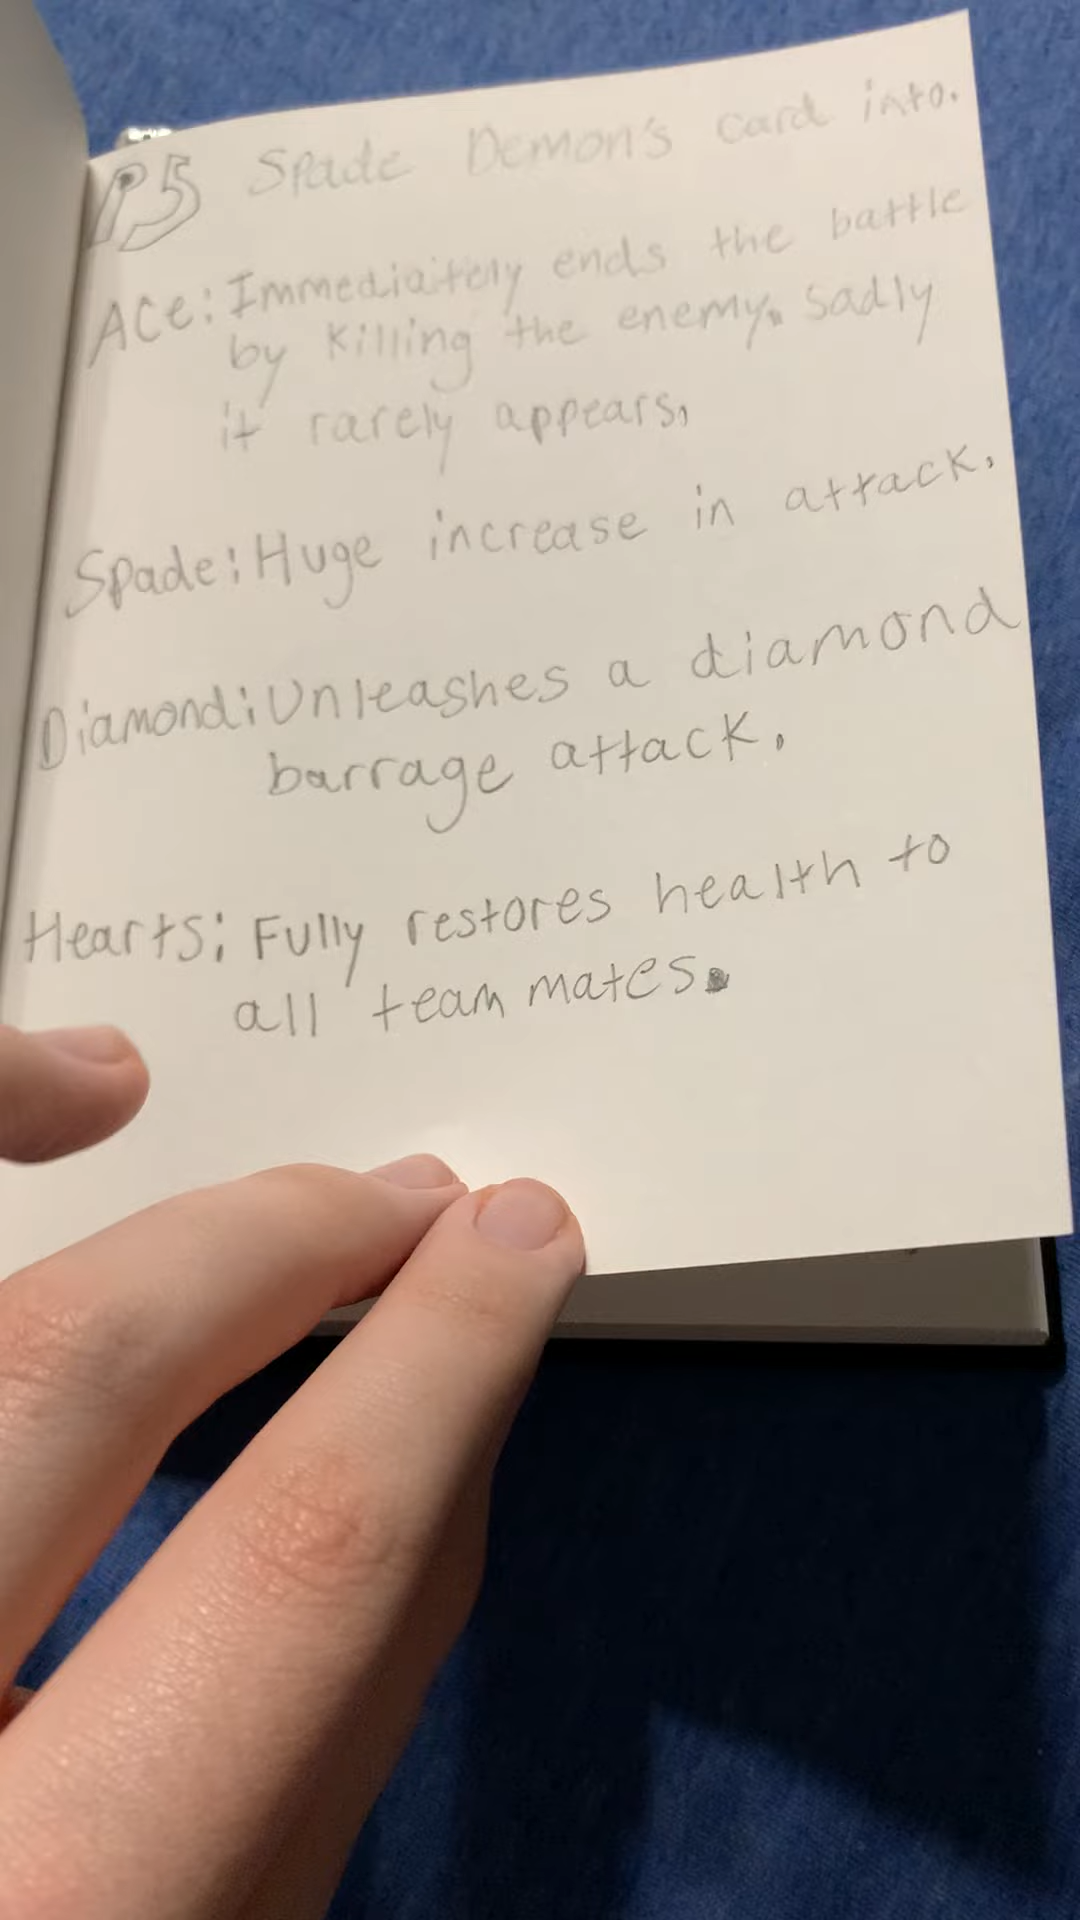 P5 Spade Demon's card info.
Ace: Immediaitely ends the battle
by killing the enemy. Sadly
it rarely appears.
Spade: Huge increase in attack.
Diamond: Unleashes a diamond
barrage attack.
Hearts: Fully restores health to
all team mates.